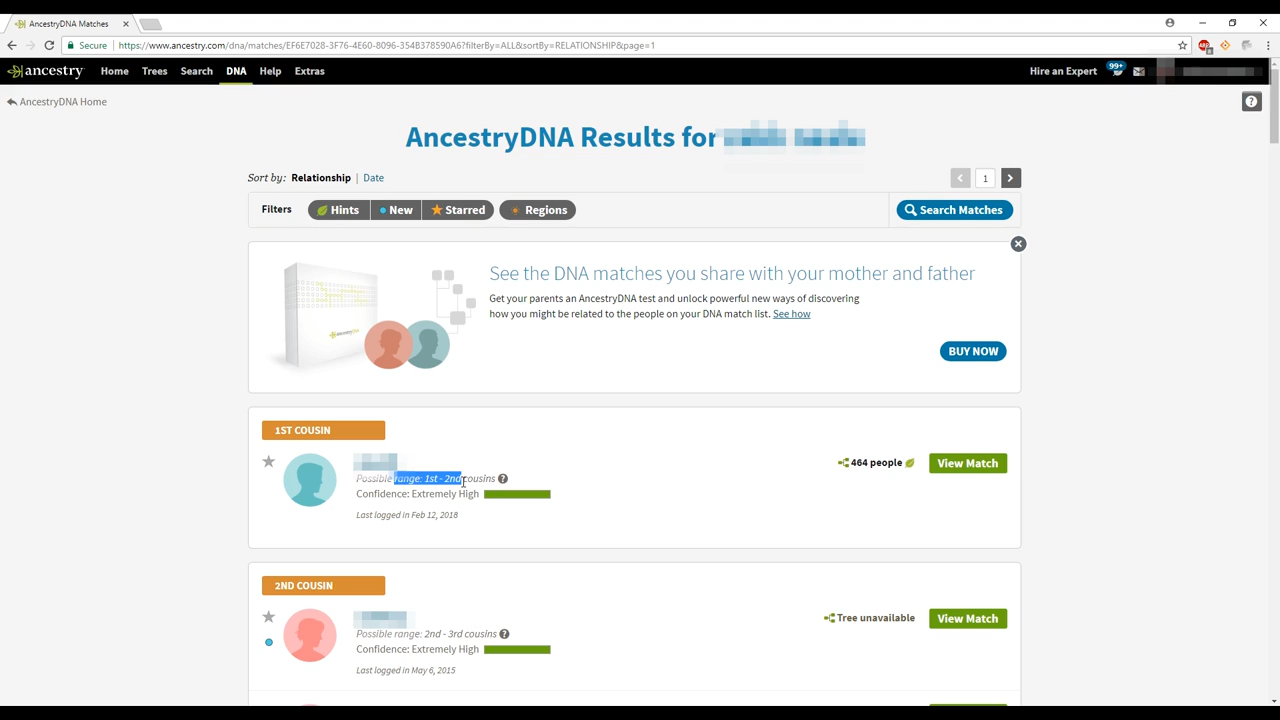 AncestryDNA Matches
Secure https://www.ancestry.com/dna/matches/EF6E7028-3F76-4E60-8096-354B378590A6?filterBy=ALL&sortBy=RELATIONSHIP&page=1
ancestry Home Trees Search DNA Help Extras Hire an Expert 99+
AncestryDNA Home
AncestryDNA Results for
Sort by: Relationship | Date 1
Filters Hints New Starred Regions Search Matches
See the DNA matches you share with your mother and father
Get your parents an AncestryDNA test and unlock powerful new ways of discovering
how you might be related to the people on your DNA match list. See how
BUY NOW
ancestryDNA
1ST COUSIN
464 people View Match
Possible range: 1st - 2nd cousins ?
Confidence: Extremely High
Last logged in Feb 12, 2018
2ND COUSIN
Tree unavailable View Match
Possible range: 2nd - 3rd cousins ?
Confidence: Extremely High
Last logged in May 6, 2015